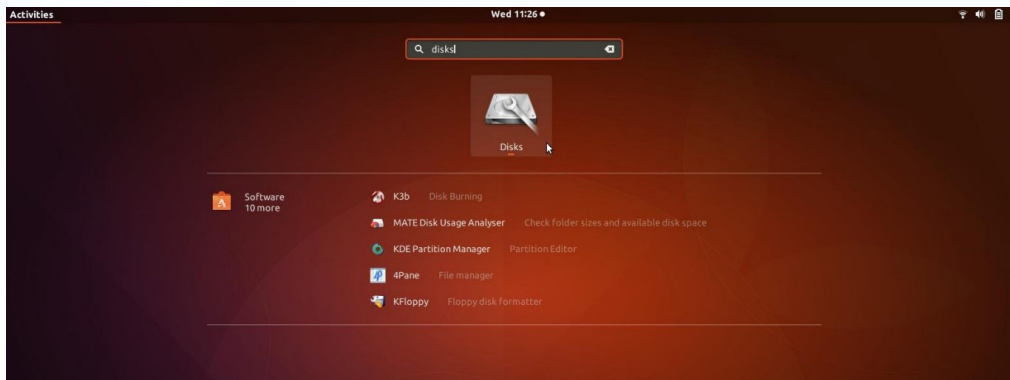 Activities
Wed 11:26
disks
Disks
Software
10 more
K3b Disk Burning
MATE Disk Usage Analyser Check folder sizes and available disk space
KDE Partition Manager Partition Editor
4Pane File manager
KFloppy Floppy disk formatter